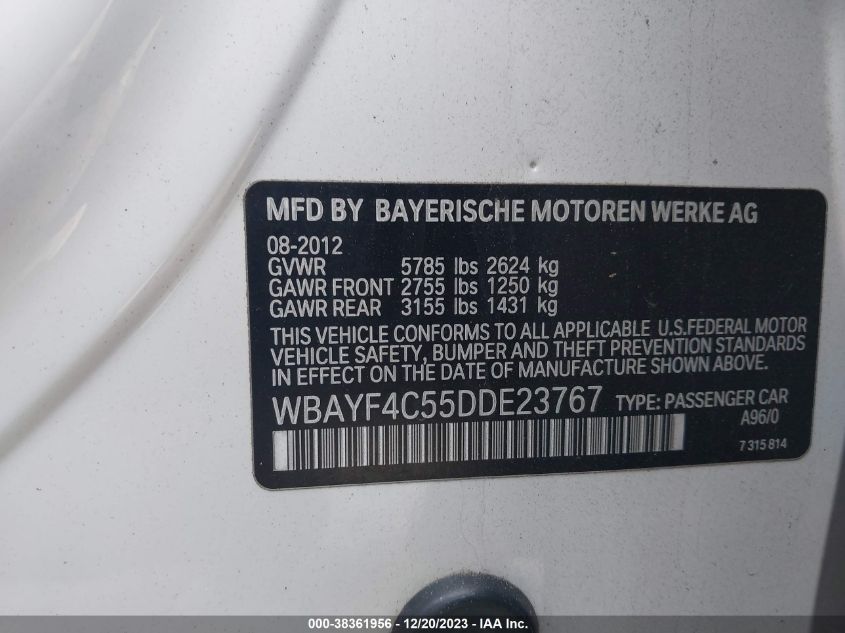 MFD BY BAYERISCHE MOTOREN WERKE AG
08-2012
GVWR 5785 lbs 2624 kg
GAWR FRONT 2755 lbs 1250 kg
GAWR REAR 3155 lbs 1431 kg
THIS VEHICLE CONFORMS TO ALL APPLICABLE U.S.FEDERAL MOTOR
VEHICLE SAFETY, BUMPER AND THEFT PREVENTION STANDARDS
IN EFFECT ON THE DATE OF MANUFACTURE SHOWN ABOVE.
WBAYF4C55DDE23767 TYPE: PASSENGER CAR
A96/0
7 315 814
000-38361956 - 12/20/2023 - IAA Inc.